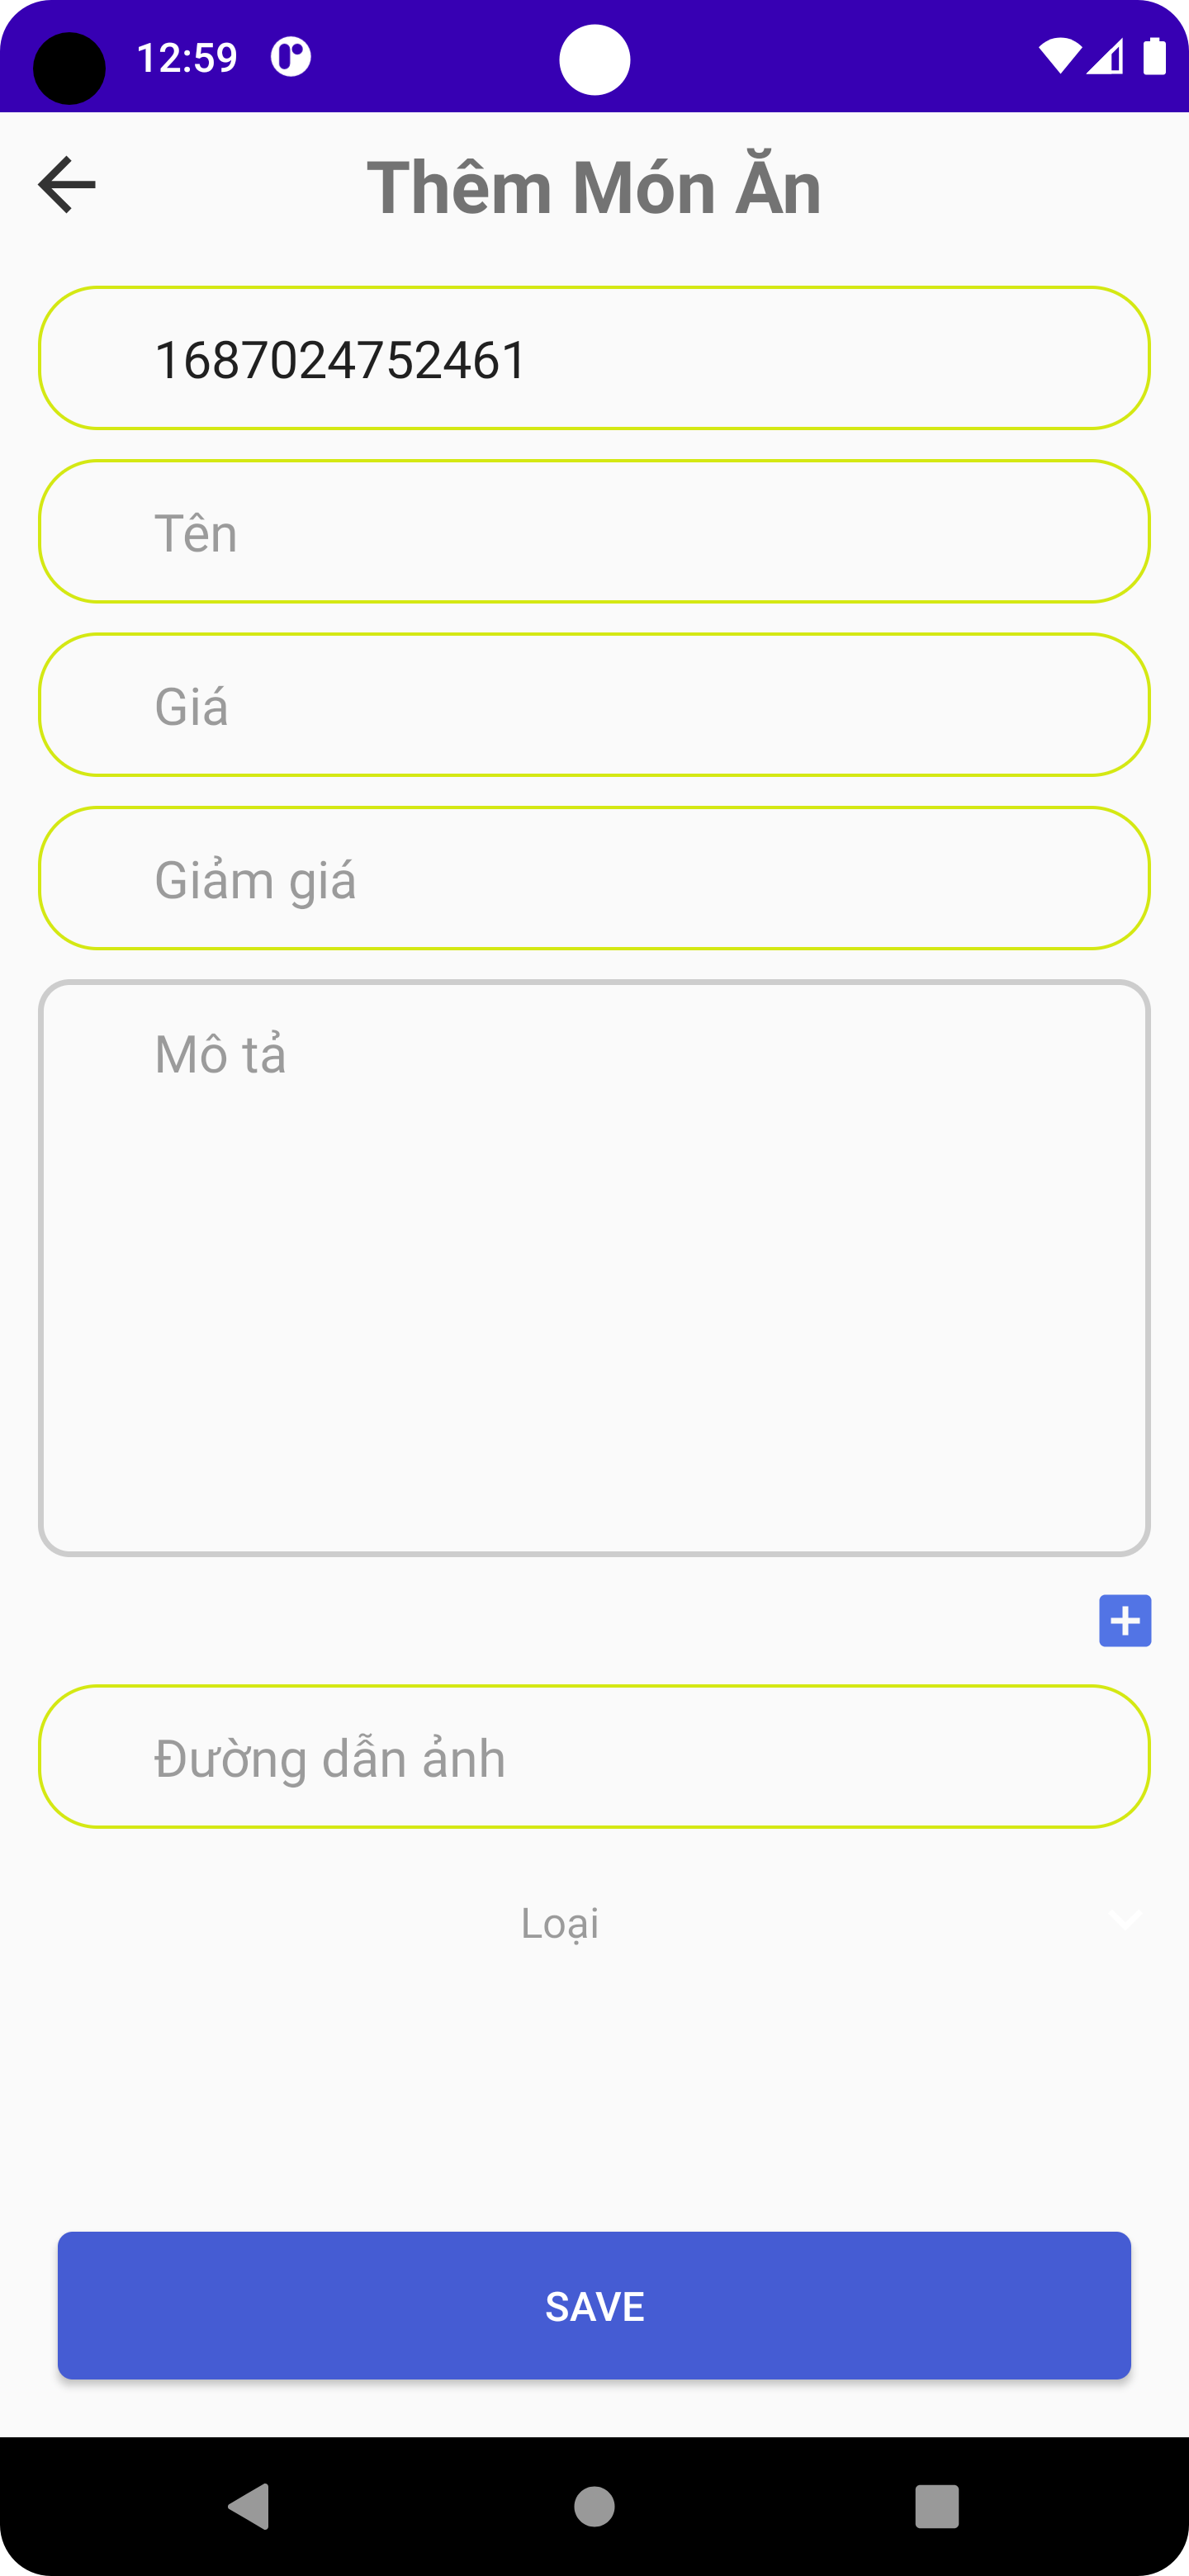 12:59
Thêm Món Ăn
1687024752461
Tên
Giá
Giảm giá
Mô tả
Đường dẫn ảnh
Loại
SAVE